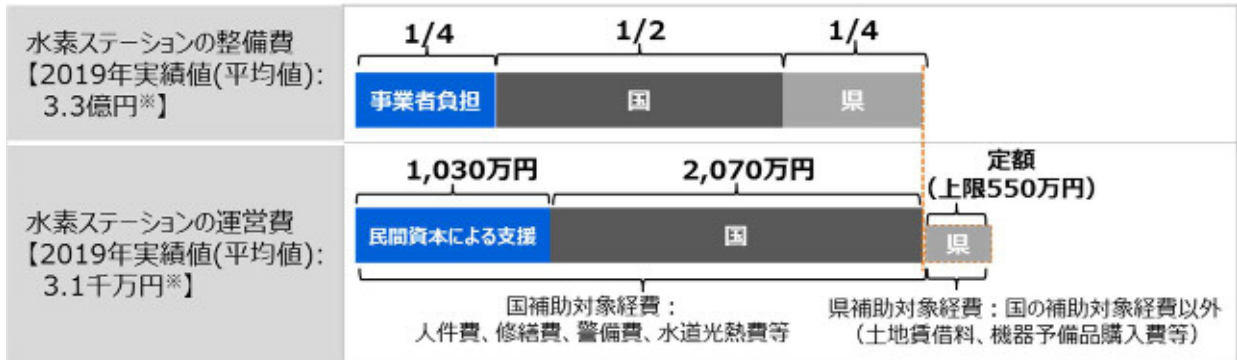 水素ステーションの整備費
【2019年実績値(平均値):
3.3億円※】
1/4
1/2
1/4
事業者負担
国
県
水素ステーションの運営費
【2019年実績値(平均値):
3.1千万円※】
1,030万円
2,070万円
定額
(上限550万円)
民間資本による支援
国
県
国補助対象経費:
人件費、修繕費、警備費、水道光熱費等
県補助対象経費:国の補助対象経費以外
(土地賃借料、機器予備品購入費等)